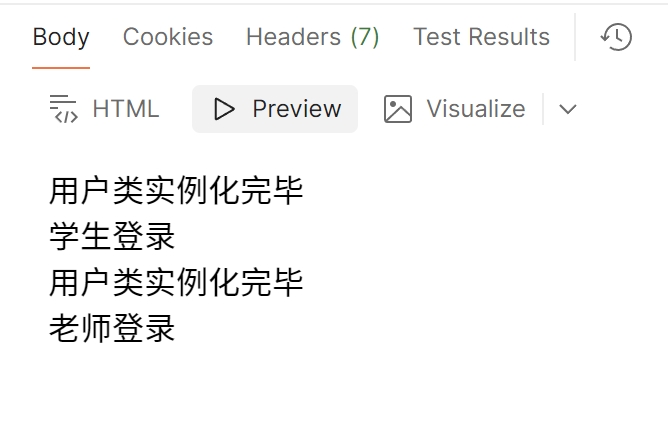 Body Cookies Headers (7) Test Results
HTML Preview Visualize
用户类实例化完毕
学生登录
用户类实例化完毕
老师登录